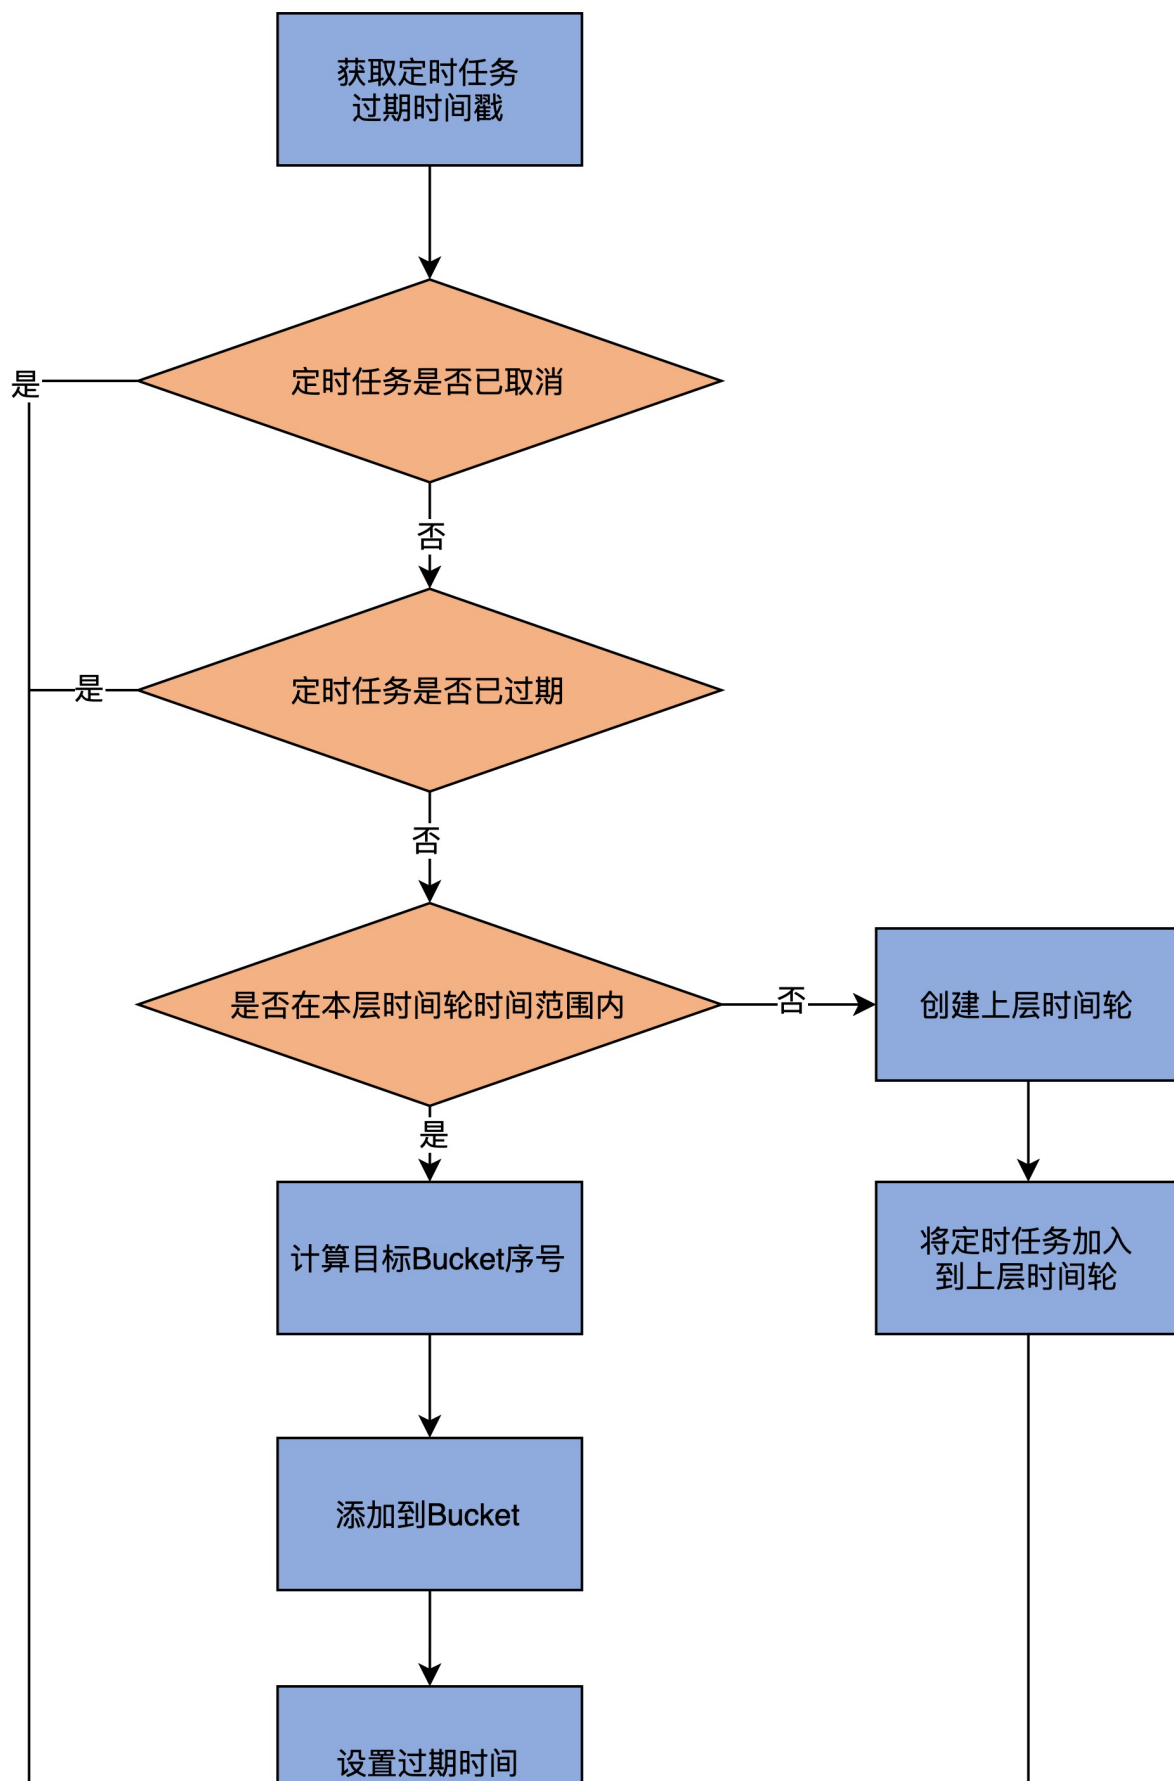 获取定时任务
过期时间戳
定时任务是否已取消
是
否
定时任务是否已过期
是
否
是否在本层时间轮时间范围内
否
创建上层时间轮
是
计算目标Bucket序号
将定时任务加入
到上层时间轮
添加到Bucket
设置过期时间